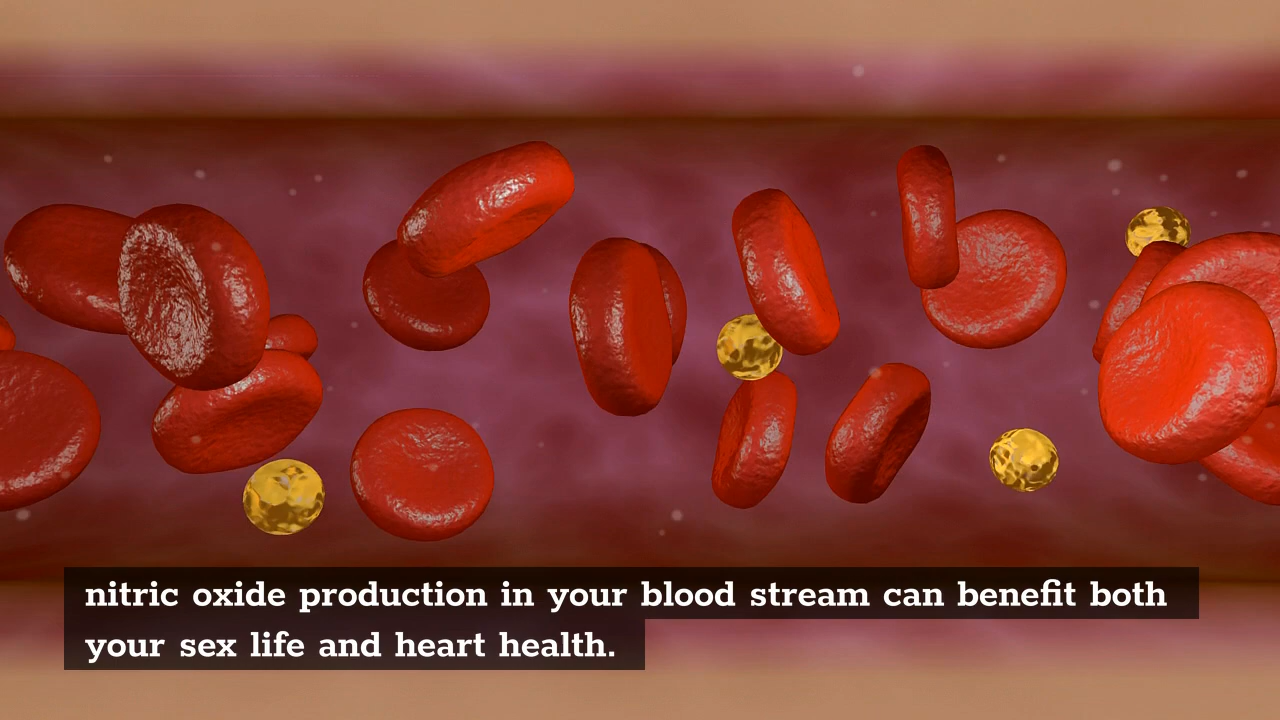 nitric oxide production in your blood stream can benefit both
your sex life and heart health.